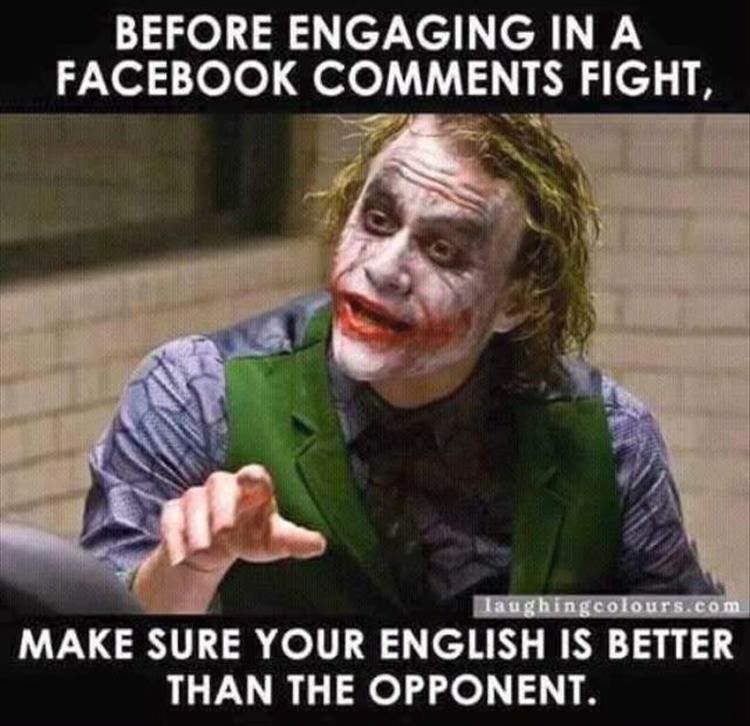 BEFORE ENGAGING IN A
FACEBOOK COMMENTS FIGHT,
laughingcolours.com
MAKE SURE YOUR ENGLISH IS BETTER
THAN THE OPPONENT.